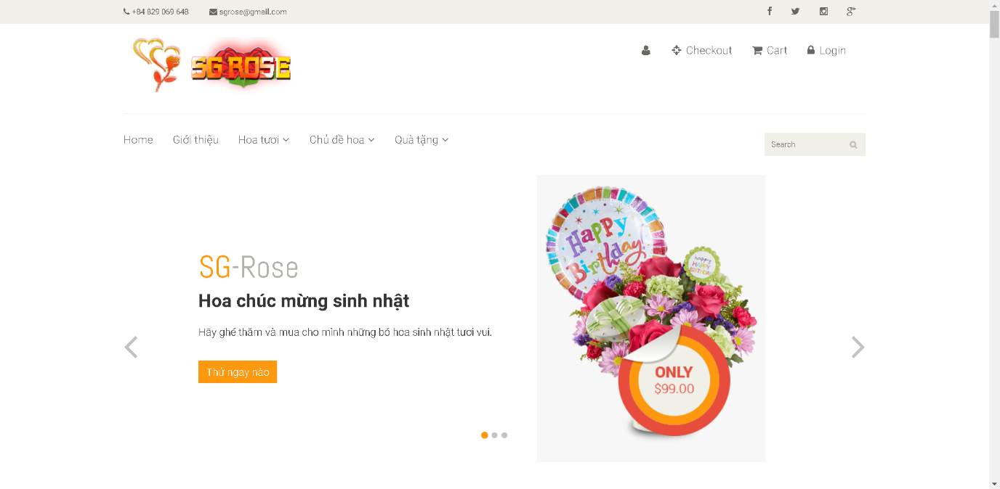 +84 829 069 648 sgrose@gmail.com
SG ROSE
Checkout Cart Login
Home Giới thiệu Hoa tươi Chủ đề hoa Quà tặng
Search
SG-Rose
Hoa chúc mừng sinh nhật
Hãy ghé thăm và mua cho mình những bó hoa sinh nhật tươi vui.
Thử ngay nào
Happy
Birthday
happy
HAPPY
BIRTHDAY
ONLY
$99.00